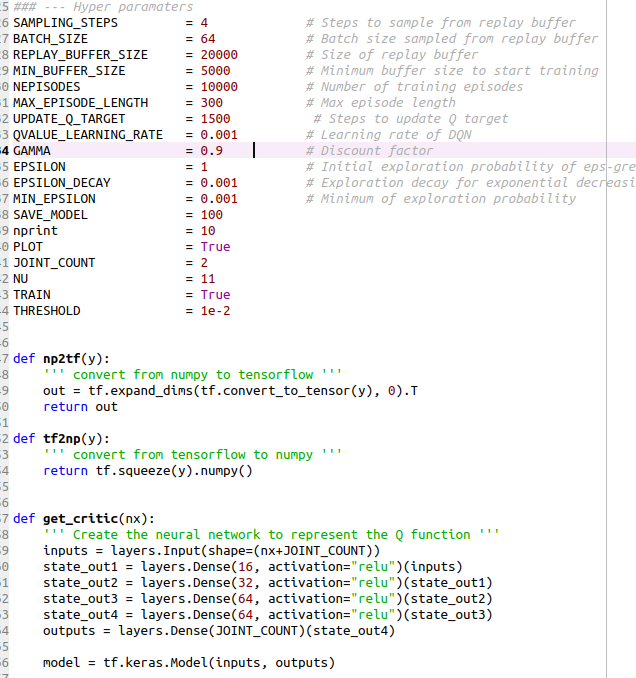 5 ### --- Hyper paramaters
6 SAMPLING_STEPS = 4 # Steps to sample from replay buffer
7 BATCH_SIZE = 64 # Batch size sampled from replay buffer
8 REPLAY_BUFFER_SIZE = 20000 # Size of replay buffer
9 MIN_BUFFER_SIZE = 5000 # Minimum buffer size to start training
0 NEPISODES = 10000 # Number of training episodes
1 MAX_EPISODE_LENGTH = 300 # Max episode length
2 UPDATE_Q_TARGET = 1500 # Steps to update Q target
3 QVALUE_LEARNING_RATE = 0.001 # Learning rate of DQN
4 GAMMA = 0.9 # Discount factor
5 EPSILON = 1 # Initial exploration probability of eps-gre
6 EPSILON_DECAY = 0.001 # Exploration decay for exponential decreasi
7 MIN_EPSILON = 0.001 # Minimum of exploration probability
8 SAVE_MODEL = 100
9 nprint = 10
0 PLOT = True
1 JOINT_COUNT = 2
2 NU = 11
3 TRAIN = True
4 THRESHOLD = 1e-2
5
6
7 def np2tf(y):
8 ''' convert from numpy to tensorflow '''
9 out = tf.expand_dims(tf.convert_to_tensor(y), 0).T
0 return out
1
2 def tf2np(y):
3 ''' convert from tensorflow to numpy '''
4 return tf.squeeze(y).numpy()
5
6
7 def get_critic(nx):
8 ''' Create the neural network to represent the Q function '''
9 inputs = layers.Input(shape=(nx+JOINT_COUNT))
0 state_out1 = layers.Dense(16, activation="relu")(inputs)
1 state_out2 = layers.Dense(32, activation="relu")(state_out1)
2 state_out3 = layers.Dense(64, activation="relu")(state_out2)
3 state_out4 = layers.Dense(64, activation="relu")(state_out3)
4 outputs = layers.Dense(JOINT_COUNT)(state_out4)
5
6 model = tf.keras.Model(inputs, outputs)